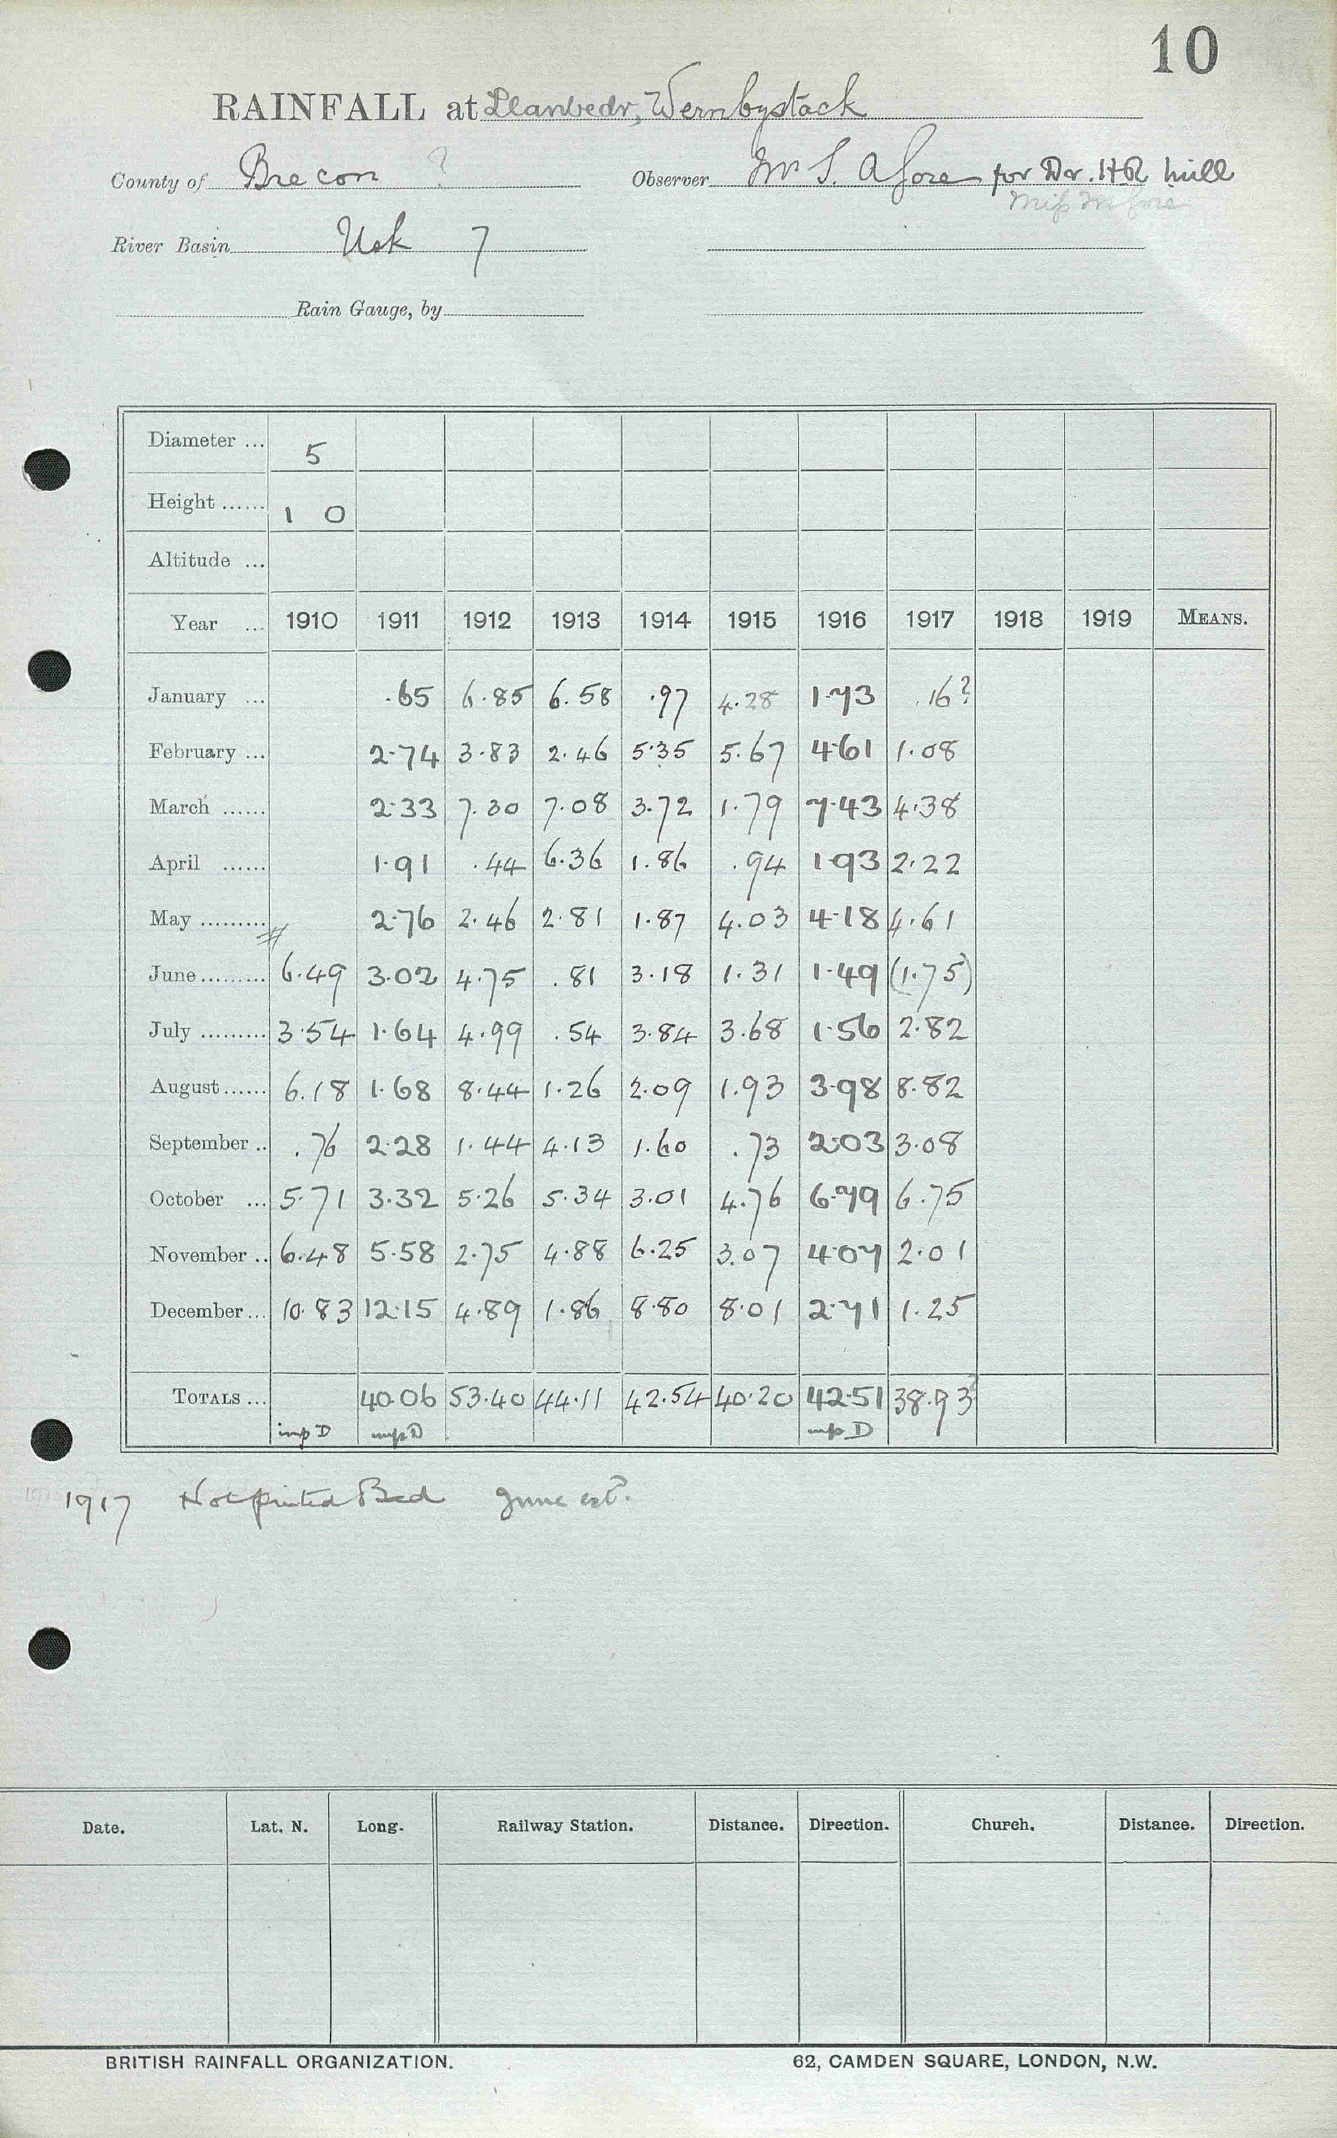 10
RAINFALL at Llanbedr, Wernbystack
County of Brecon ? Observer Mr S. A Gore for Dr. HR Mill
Miss M Gore
River Basin Usk 7
Rain Gauge, by
Diameter ... 5
Height ...... 1 0
Altitude ...
Year ... 1910 1911 1912 1913 1914 1915 1916 1917 1918 1919 MEANS.
January ... .65 6.85 6.58 .97 4.28 1.73 .16?
February ... 2.74 3.83 2.46 5.35 5.67 4.61 1.08
March ...... 2.33 7.30 7.08 3.72 1.79 7.43 4.38
April ...... 1.91 .44 6.36 1.86 .94 1.93 2.22
May ......... 2.76 2.46 2.81 1.87 4.03 4.18 4.61
June ......... 6.49 3.02 4.75 .81 3.18 1.31 1.49 (1.75)
July ......... 3.54 1.64 4.99 .54 3.84 3.68 1.56 2.82
August ...... 6.18 1.68 8.44 1.26 2.09 1.93 3.98 8.82
September .. .76 2.28 1.44 4.13 1.60 .73 2.03 3.08
October ... 5.71 3.32 5.26 5.34 3.01 4.76 6.79 6.75
November .. 6.48 5.58 2.75 4.88 6.25 3.07 4.07 2.01
December ... 10.83 12.15 4.89 1.86 8.80 8.01 2.71 1.25
TOTALS ... 40.06 53.40 44.11 42.54 40.20 42.51 38.93
imp D imp D imp D
1917 Not printed Bad June est.
Date. Lat. N. Long. Railway Station. Distance. Direction. Church. Distance. Direction.
BRITISH RAINFALL ORGANIZATION. 62, CAMDEN SQUARE, LONDON, N.W.